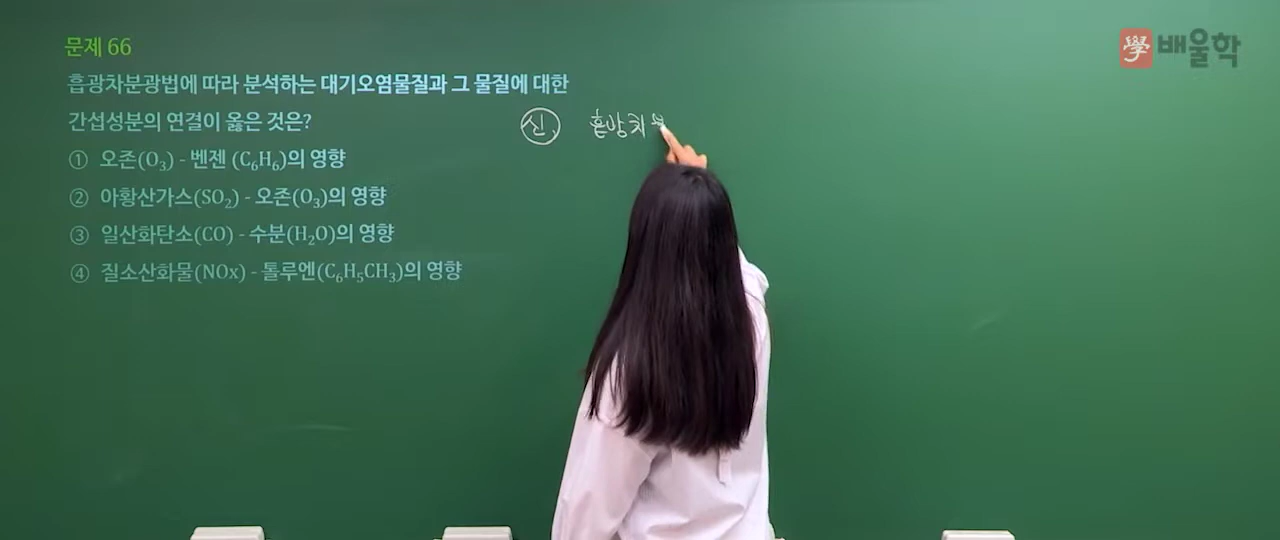 문제 66
學 배울학
흡광차분광법에 따라 분석하는 대기오염물질과 그 물질에 대한
간섭성분의 연결이 옳은 것은?
신,
① 오존(O₃) - 벤젠 (C₆H₆)의 영향
② 아황산가스(SO₂) - 오존(O₃)의 영향
③ 일산화탄소(CO) - 수분(H₂O)의 영향
④ 질소산화물(NOx) - 톨루엔(C₆H₅CH₃)의 영향